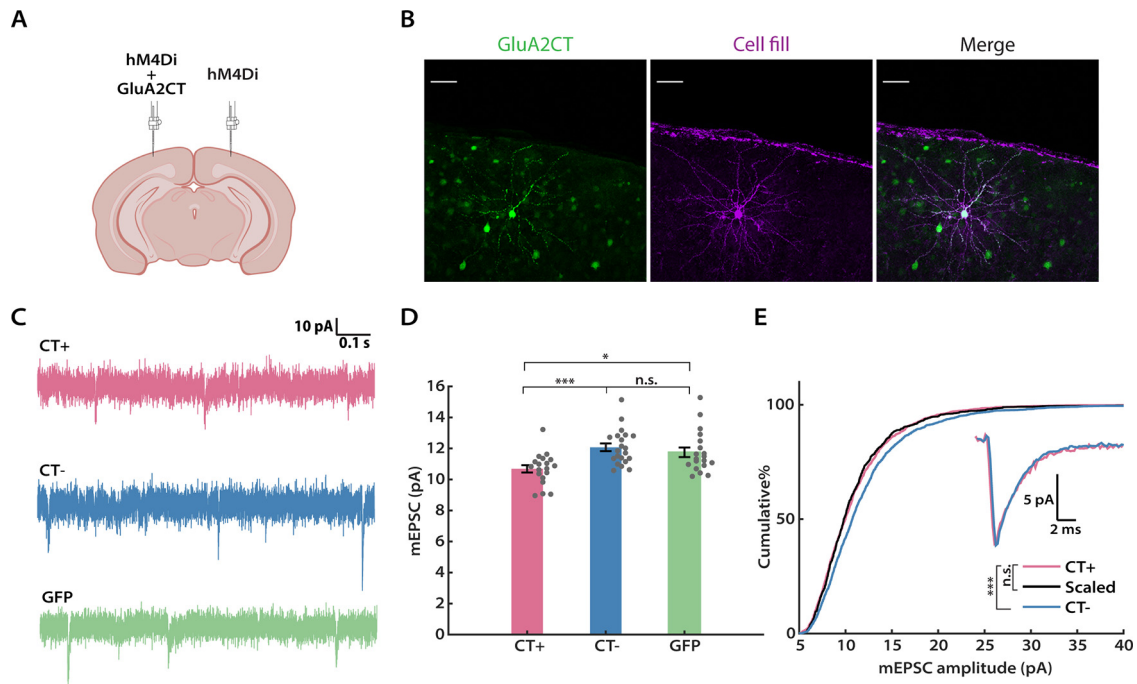 A
hM4Di
+
GluA2CT
hM4Di
B
GluA2CT
Cell fill
Merge
C
10 pA
0.1 s
CT+
CT-
GFP
D
*
***
n.s.
mEPSC (pA)
16
14
12
10
8
6
4
2
0
CT+
CT-
GFP
E
Cumulative%
100
50
0
5 pA
2 ms
***
n.s.
CT+
Scaled
CT-
5
10
15
20
25
30
35
40
mEPSC amplitude (pA)